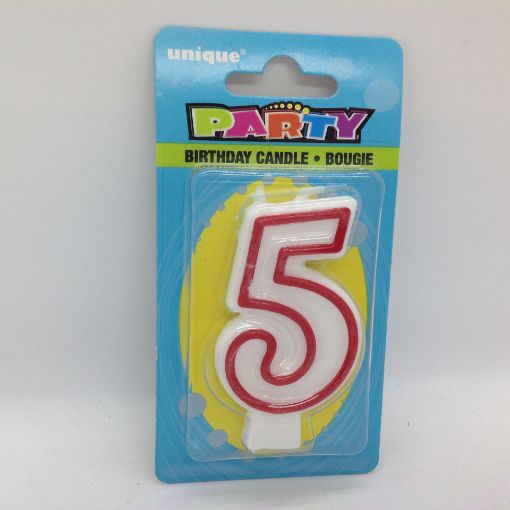 unique®
PARTY
BIRTHDAY CANDLE • BOUGIE
5